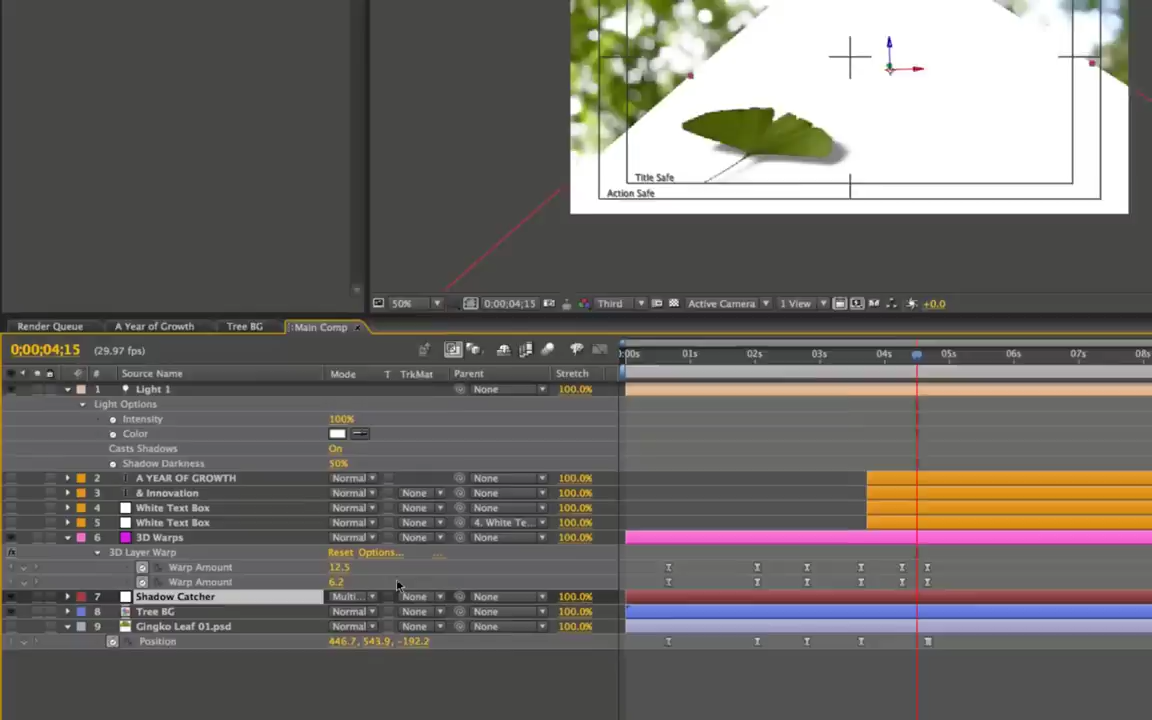 Title Safe
Action Safe
50% 0;00;04;15 Third Active Camera 1 View +0.0
Render Queue A Year of Growth Tree BG Main Comp
0;00;04;15 (29.97 fps)
:00s 01s 02s 03s 04s 05s 06s 07s 08s
# Source Name Mode T TrkMat Parent Stretch
1 Light 1 None 100.0%
Light Options
Intensity 100%
Color
Casts Shadows On
Shadow Darkness 50%
2 A YEAR OF GROWTH Normal None 100.0%
3 & Innovation Normal None None 100.0%
4 White Text Box Normal None None 100.0%
5 White Text Box Normal None 4. White Te... 100.0%
6 3D Warps Normal None None 100.0%
3D Layer Warp Reset Options... ...
Warp Amount 12.5
Warp Amount 6.2
7 Shadow Catcher Multi... None None 100.0%
8 Tree BG Normal None None 100.0%
9 Gingko Leaf 01.psd Normal None None 100.0%
Position 446.7, 543.9, -192.2